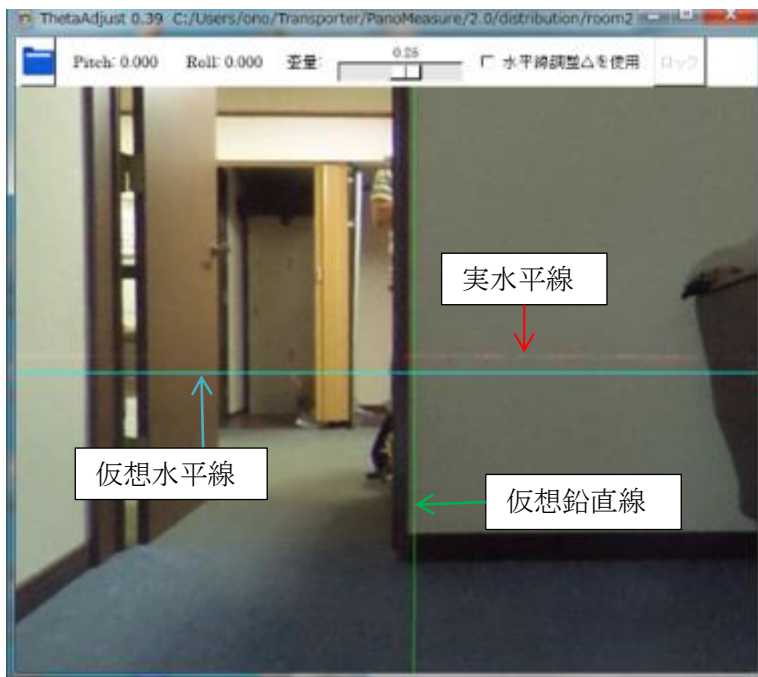 ThetaAdjust 0.39 C:/Users/ono/Transporter/PanoMeasure/2.0/distribution/room2
Pitch: 0.000 Roll: 0.000 歪量: 0.25 水平線調整△を使用 ロック
実水平線
仮想水平線
仮想鉛直線